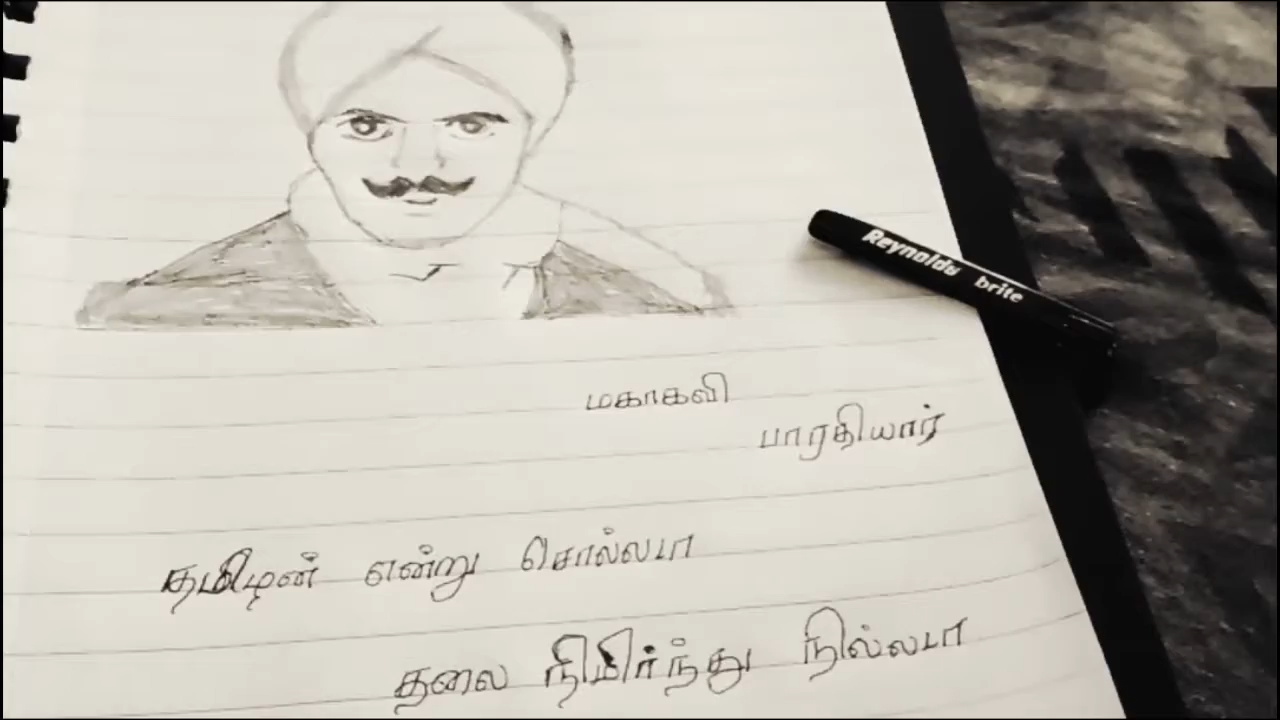 Reynolds brite
மகாகவி
பாரதியார்
தமிழன் என்று சொல்லடா
தலை நிமிர்ந்து நில்லடா